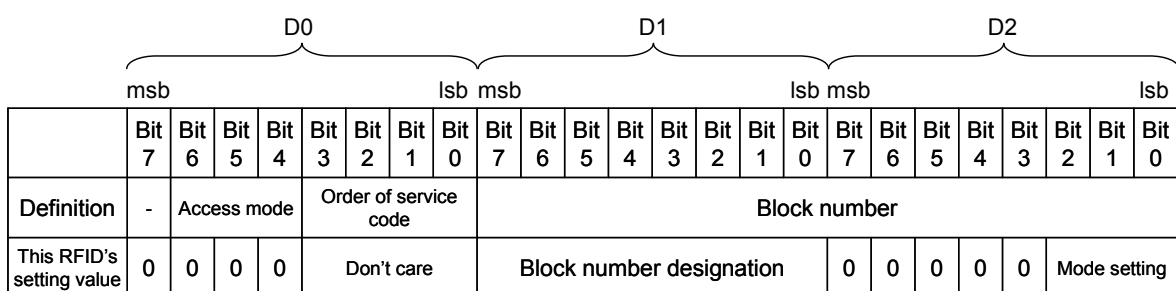 D0 D1 D2
msb lsb msb lsb msb lsb
Bit 7 Bit 6 Bit 5 Bit 4 Bit 3 Bit 2 Bit 1 Bit 0 Bit 7 Bit 6 Bit 5 Bit 4 Bit 3 Bit 2 Bit 1 Bit 0 Bit 7 Bit 6 Bit 5 Bit 4 Bit 3 Bit 2 Bit 1 Bit 0
Definition - Access mode Order of service code Block number
This RFID's setting value 0 0 0 0 Don't care Block number designation 0 0 0 0 0 Mode setting